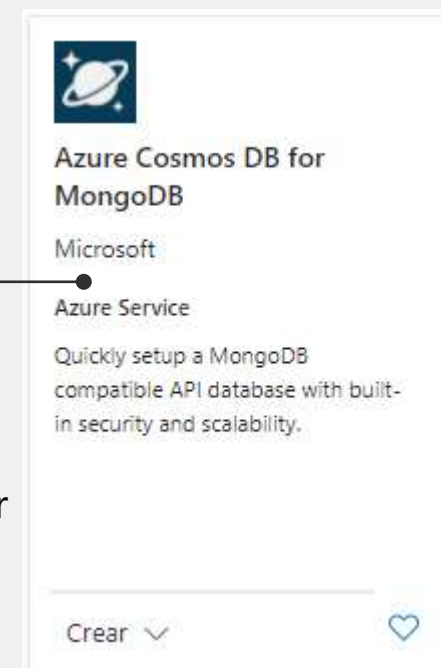 Azure Cosmos DB for
MongoDB
Microsoft
Azure Service
Quickly setup a MongoDB
compatible API database with built-
in security and scalability.
r
Crear